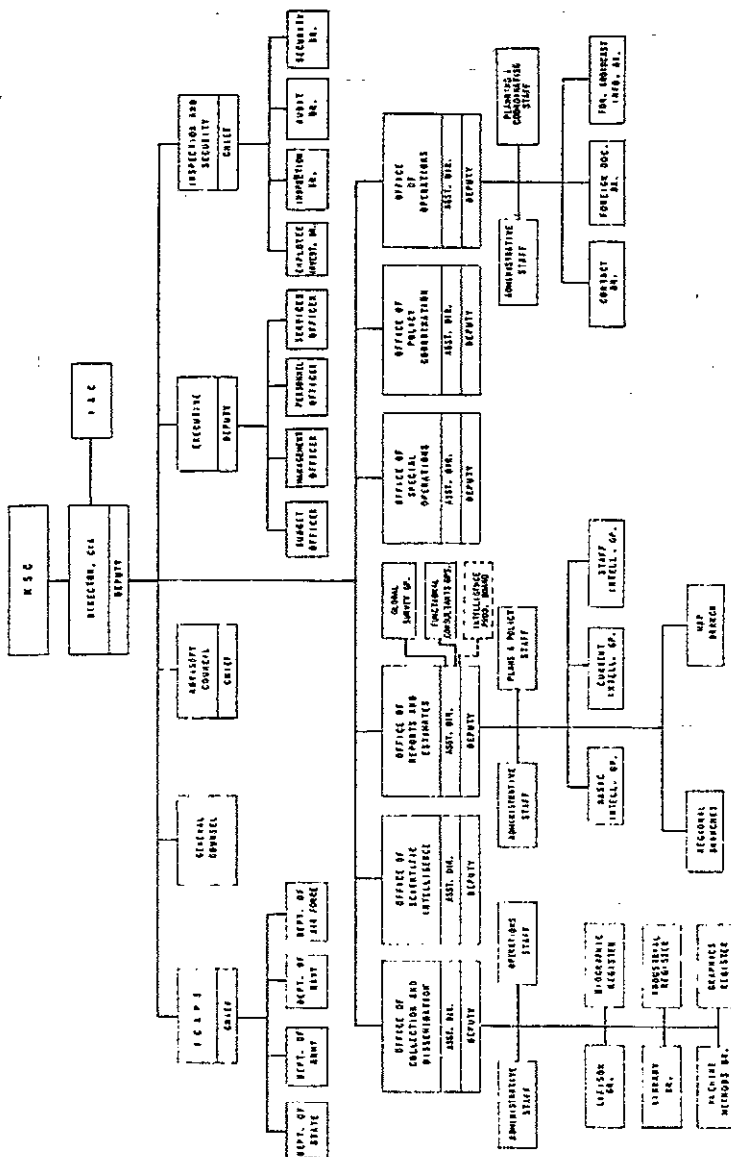 N S C
DIRECTOR, CIA
DEPUTY
I A C
I C A P S
CHIEF
GENERAL
COUNSEL
ADVISORY
COUNCIL
CHIEF
EXECUTIVE
DEPUTY
INSPECTION AND
SECURITY
CHIEF
DEPT. OF
STATE
DEPT. OF
ARMY
DEPT. OF
NAVY
DEPT. OF
AIR FORCE
BUDGET
OFFICER
MANAGEMENT
OFFICER
PERSONNEL
OFFICER
SERVICES
OFFICER
EMPLOYEE
INVEST. BR.
INSPECTION
BR.
AUDIT
BR.
SECURITY
BR.
OFFICE OF
COLLECTION AND
DISSEMINATION
ASST. DIR.
DEPUTY
OFFICE OF
SCIENTIFIC
INTELLIGENCE
ASST. DIR.
DEPUTY
OFFICE OF
REPORTS AND
ESTIMATES
ASST. DIR.
DEPUTY
GLOBAL
SURVEY GP.
FUNCTIONAL
CONSULTANTS GPS.
INTELLIGENCE
PROD. BOARD
OFFICE OF
SPECIAL
OPERATIONS
ASST. DIR.
DEPUTY
OFFICE OF
POLICY
COORDINATION
ASST. DIR.
DEPUTY
OFFICE
OF
OPERATIONS
ASST. DIR.
DEPUTY
ADMINISTRATIVE
STAFF
OPERATIONS
STAFF
ADMINISTRATIVE
STAFF
PLANS & POLICY
STAFF
ADMINISTRATIVE
STAFF
PLANNING &
COORDINATING
STAFF
LIAISON
BR.
BIOGRAPHIC
REGISTER
LIBRARY
BR.
INDUSTRIAL
REGISTER
MACHINE
METHODS BR.
GRAPHICS
REGISTER
BASIC
INTELL. GP.
CURRENT
INTELL. GP.
STAFF
INTELL. GP.
REGIONAL
BRANCHES
MAP
BRANCH
CONTACT
BR.
FOREIGN DOC.
BR.
FOR. BROADCAST
INFO. BR.